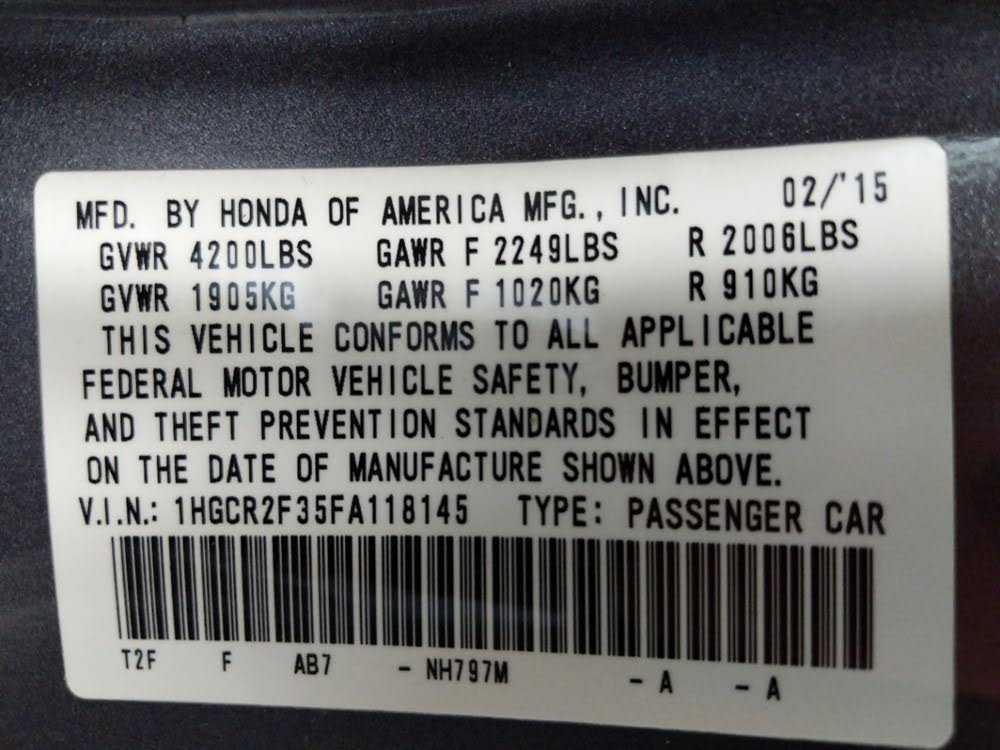 MFD. BY HONDA OF AMERICA MFG., INC. 02/'15
GVWR 4200LBS GAWR F 2249LBS R 2006LBS
GVWR 1905KG GAWR F 1020KG R 910KG
THIS VEHICLE CONFORMS TO ALL APPLICABLE
FEDERAL MOTOR VEHICLE SAFETY, BUMPER,
AND THEFT PREVENTION STANDARDS IN EFFECT
ON THE DATE OF MANUFACTURE SHOWN ABOVE.
V.I.N.: 1HGCR2F35FA118145 TYPE: PASSENGER CAR
T2F F AB7 - NH797M - A - A